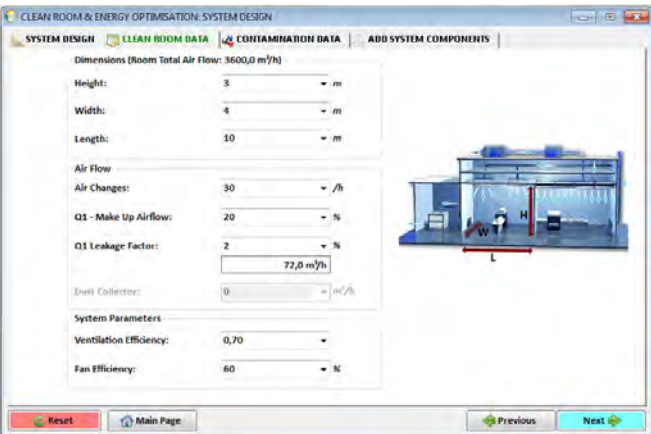 CLEAN ROOM & ENERGY OPTIMISATION: SYSTEM DESIGN
SYSTEM DESIGN CLEAN ROOM DATA CONTAMINATION DATA ADD SYSTEM COMPONENTS
Dimensions (Room Total Air Flow: 3600,0 m³/h)
Height: 3 m
Width: 4 m
Length: 10 m
Air Flow
Air Changes: 30 /h
Q1 - Make Up Airflow: 20 %
Q1 Leakage Factor: 2 %
72,0 m³/h
Dust Collector: 0 m³/h
System Parameters
Ventilation Efficiency: 0,70
Fan Efficiency: 60 %
H
W
L
Reset Main Page Previous Next